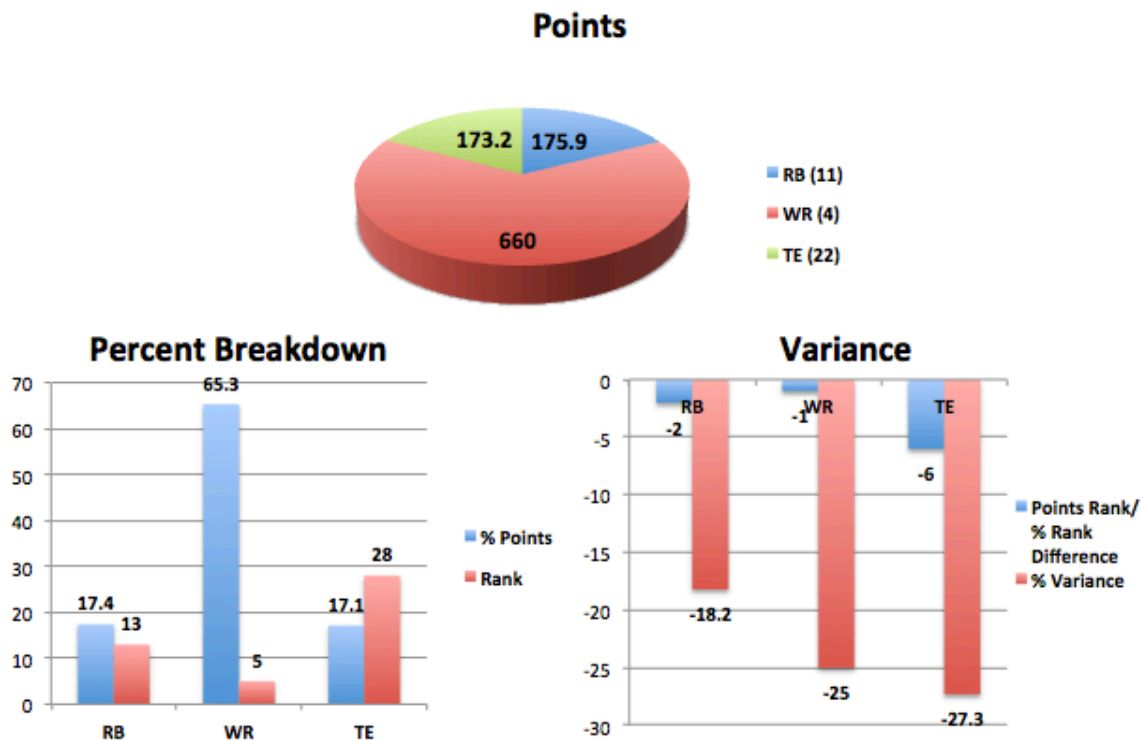 Points
173.2
175.9
660
RB (11)
WR (4)
TE (22)
Percent Breakdown
70
60
50
40
30
20
10
0
17.4
13
65.3
5
17.1
28
RB
WR
TE
% Points
Rank
Variance
0
-5
-10
-15
-20
-25
-30
RB
WR
TE
-2
-1
-6
-18.2
-25
-27.3
Points Rank/
% Rank
Difference
% Variance